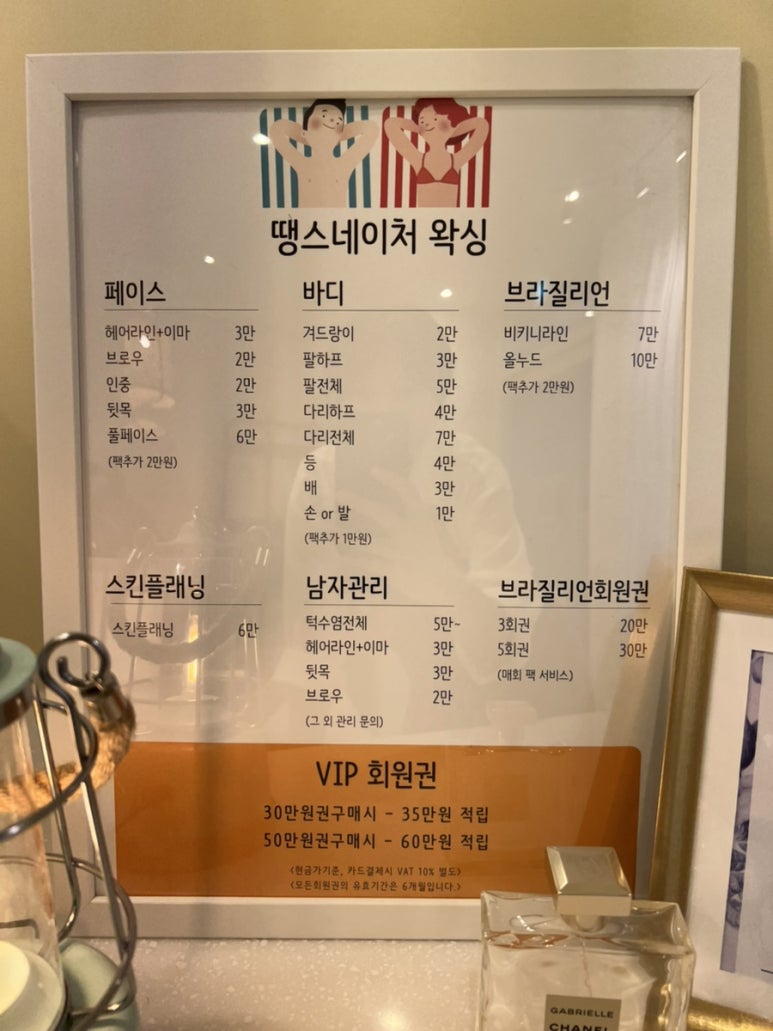 땡스네이처 왁싱
페이스
헤어라인+이마 3만
브로우 2만
인중 2만
뒷목 3만
풀페이스 6만
(팩추가 2만원)
바디
겨드랑이 2만
팔하프 3만
팔전체 5만
다리하프 4만
다리전체 7만
등 4만
배 3만
손 or 발 1만
(팩추가 1만원)
브라질리언
비키니라인 7만
올누드 10만
(팩추가 2만원)
스킨플래닝
스킨플래닝 6만
남자관리
턱수염전체 5만~
헤어라인+이마 3만
뒷목 3만
브로우 2만
(그 외 관리 문의)
브라질리언회원권
3회권 20만
5회권 30만
(매회 팩 서비스)
VIP 회원권
30만원권구매시 - 35만원 적립
50만원권구매시 - 60만원 적립
<현금가기준, 카드결제시 VAT 10% 별도>
<모든회원권의 유효기간은 6개월입니다.>
GABRIELLE
CHANEL